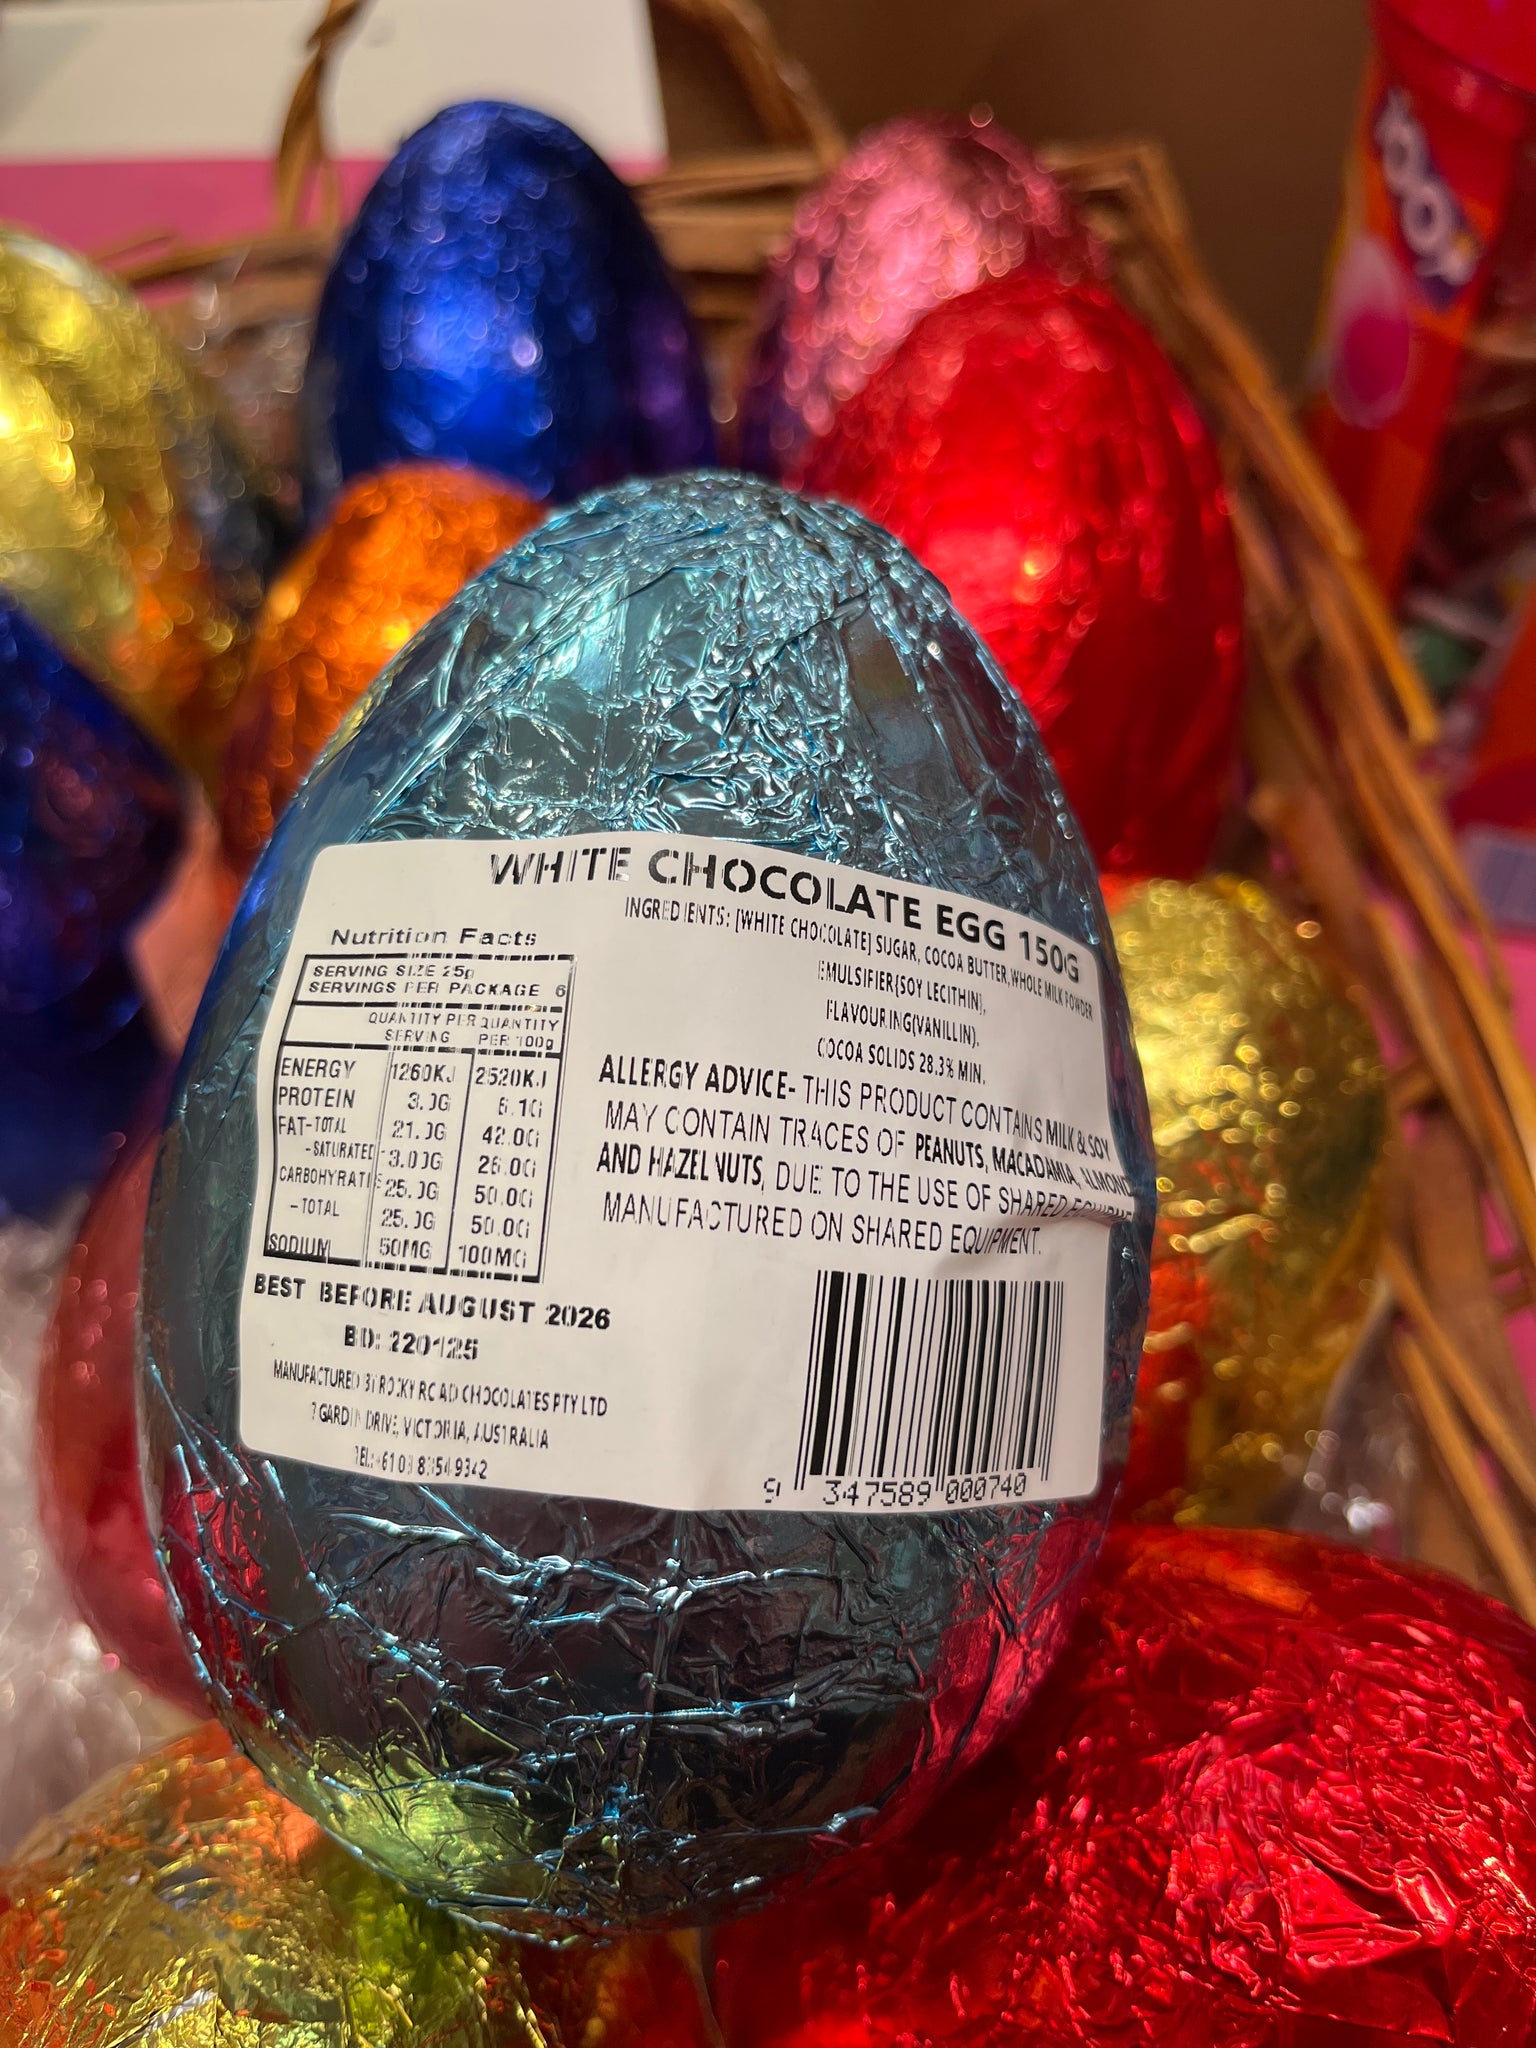 WHITE CHOCOLATE EGG 150G
INGREDIENTS: [WHITE CHOCOLATE] SUGAR, COCOA BUTTER, WHOLE MILK POWDER
EMULSIFIER(SOY LECITHIN),
FLAVOURING(VANILLIN),
COCOA SOLIDS 28.3% MIN.
ALLERGY ADVICE- THIS PRODUCT CONTAINS MILK & SOY
MAY CONTAIN TRACES OF PEANUTS, MACADAMIA, ALMOND
AND HAZELNUTS, DUE TO THE USE OF SHARED
MANUFACTURED ON SHARED EQUIPMENT.
Nutrition Facts
SERVING SIZE 25g
SERVINGS PER PACKAGE 6
QUANTITY PER QUANTITY
SERVING PER 100g
ENERGY 1260KJ 2520KJ
PROTEIN 3.0G 6.1G
FAT-TOTAL 21.0G 42.0G
-SATURATED 26.0G
CARBOHYRATE 25.0G 50.0G
-TOTAL 25.0G 50.0G
SODIUM 50MG 100MG
BEST BEFORE AUGUST 2026
BD: 220125
MANUFACTURED BY ROCKY ROAD CHOCOLATES PTY LTD
DRIVE, VICTORIA, AUSTRALIA
9 347589 000740